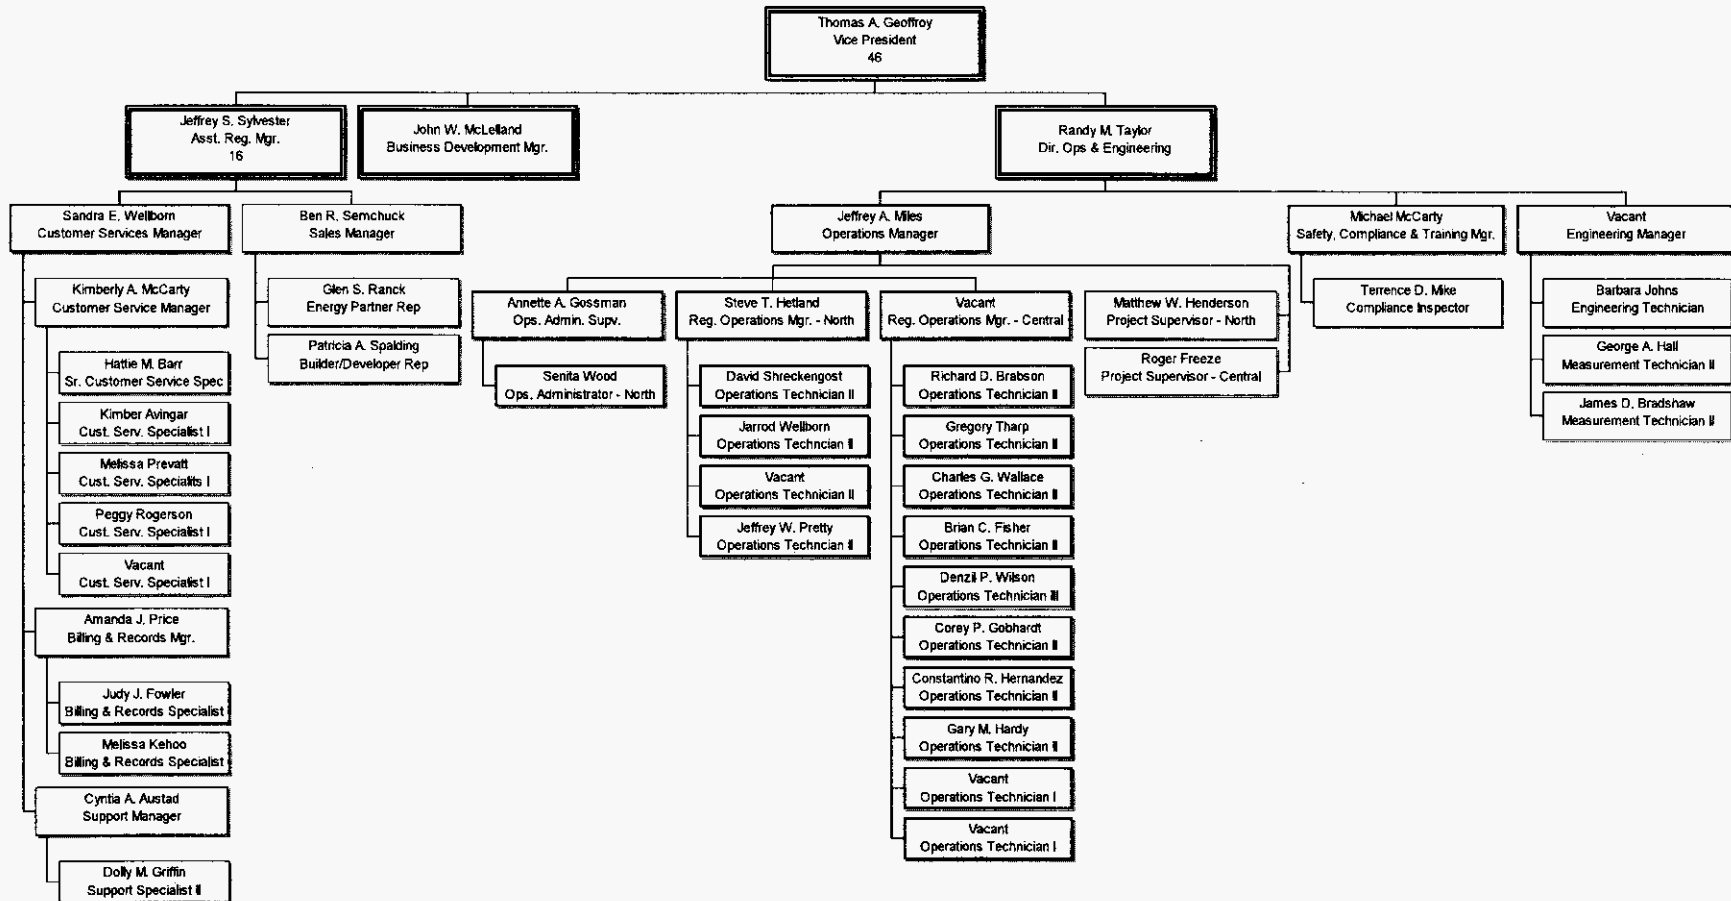 Thomas A. Geoffroy
Vice President
46
Jeffrey S. Sylvester
Asst. Reg. Mgr.
16
John W. McLelland
Business Development Mgr.
Randy M. Taylor
Dir. Ops & Engineering
Sandra E. Wellborn
Customer Services Manager
Ben R. Semchuck
Sales Manager
Jeffrey A. Miles
Operations Manager
Michael McCarty
Safety, Compliance & Training Mgr.
Vacant
Engineering Manager
Kimberly A. McCarty
Customer Service Manager
Hattie M. Barr
Sr. Customer Service Spec
Kimber Avingar
Cust. Serv. Specialist I
Melissa Prevatt
Cust. Serv. Specialits I
Peggy Rogerson
Cust. Serv. Specialist I
Vacant
Cust. Serv. Specialist I
Amanda J. Price
Billing & Records Mgr.
Judy J. Fowler
Billing & Records Specialist
Melissa Kehoo
Billing & Records Specialist
Cyntia A. Austad
Support Manager
Dolly M. Griffin
Support Specialist II
Glen S. Ranck
Energy Partner Rep
Patricia A. Spalding
Builder/Developer Rep
Annette A. Gossman
Ops. Admin. Supv.
Senita Wood
Ops. Administrator - North
Steve T. Hetland
Reg. Operations Mgr. - North
David Shreckengost
Operations Technician II
Jarrod Wellborn
Operations Techncian II
Vacant
Operations Technician II
Jeffrey W. Pretty
Operations Techncian II
Vacant
Reg. Operations Mgr. - Central
Richard D. Brabson
Operations Technician II
Gregory Tharp
Operations Technician II
Charles G. Wallace
Operations Technician II
Brian C. Fisher
Operations Technician II
Denzil P. Wilson
Operations Technician III
Corey P. Gobhardt
Operations Technician II
Constantino R. Hernandez
Operations Technician II
Gary M. Hardy
Operations Technician II
Vacant
Operations Technician I
Vacant
Operations Technician I
Matthew W. Henderson
Project Supervisor - North
Roger Freeze
Project Supervisor - Central
Terrence D. Mike
Compliance Inspector
Barbara Johns
Engineering Technician
George A. Hall
Measurement Technician II
James D. Bradshaw
Measurement Technician II